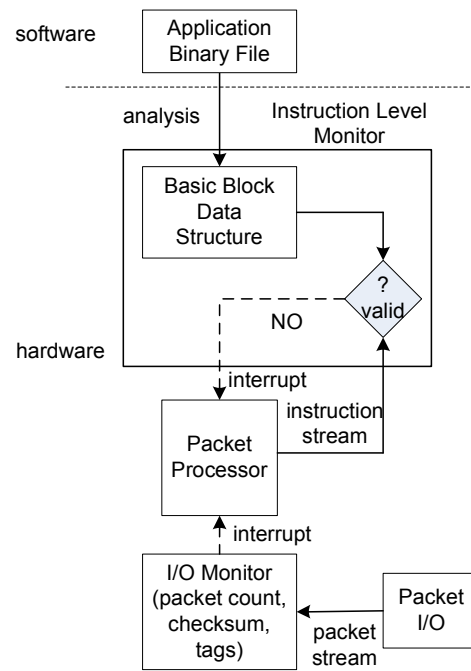 software
Application
Binary File
analysis
Instruction Level
Monitor
Basic Block
Data
Structure
?
valid
NO
hardware
interrupt
instruction
stream
Packet
Processor
interrupt
I/O Monitor
(packet count,
checksum,
tags)
packet
stream
Packet
I/O